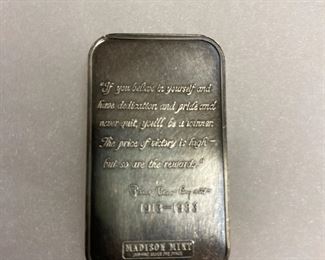 "If you believe in yourself and
have dedication and pride and
never quit, you'll be a winner.
The price of victory is high -
but so are the rewards."
1913-1983
MADISON MINT